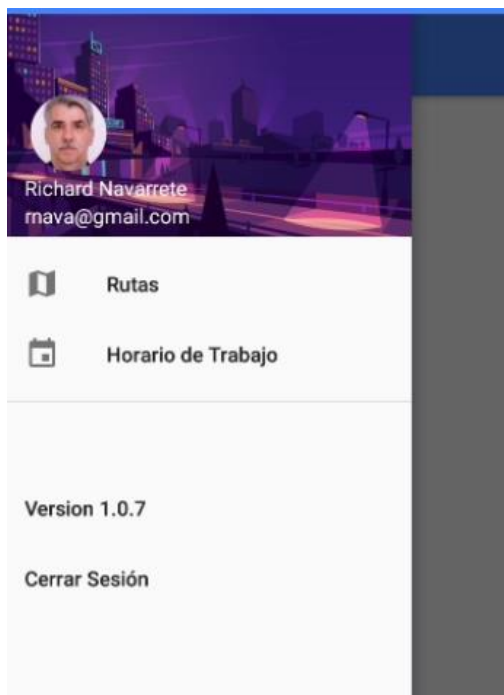 Richard Navarrete
rnava@gmail.com
Rutas
Horario de Trabajo
Version 1.0.7
Cerrar Sesión